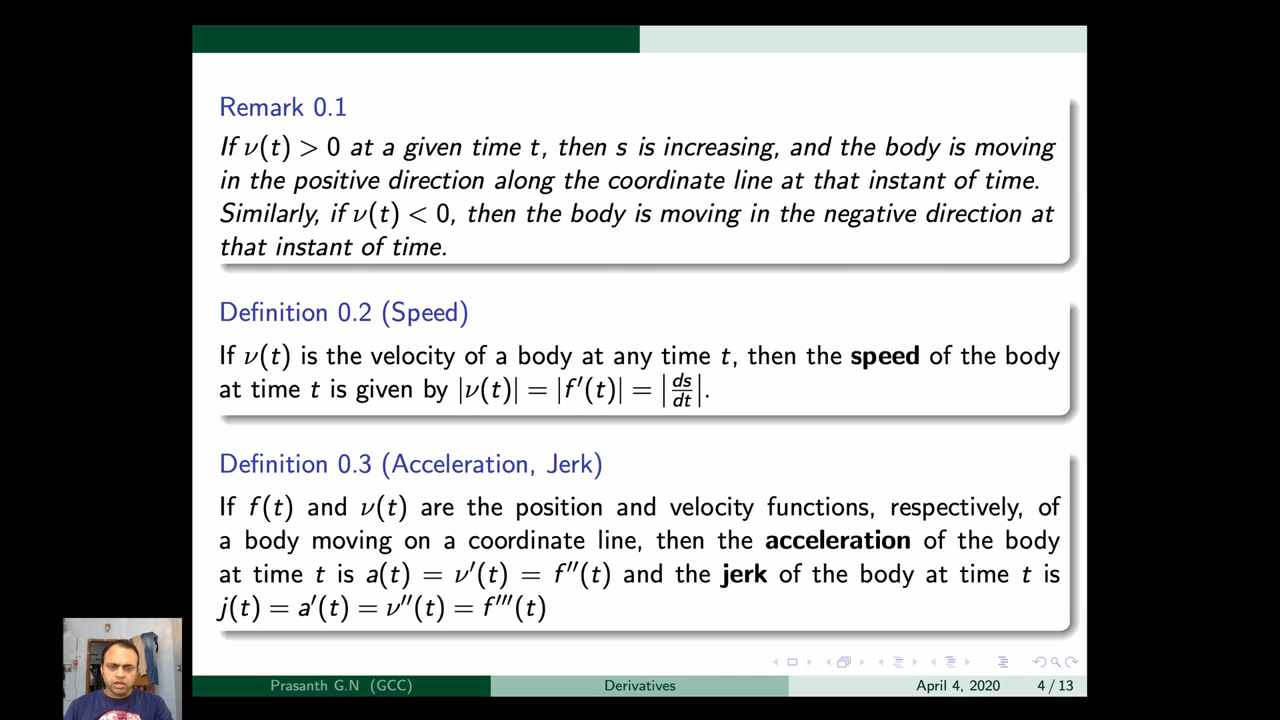 Remark 0.1
If ν(t) > 0 at a given time t, then s is increasing, and the body is moving
in the positive direction along the coordinate line at that instant of time.
Similarly, if ν(t) < 0, then the body is moving in the negative direction at
that instant of time.
Definition 0.2 (Speed)
If ν(t) is the velocity of a body at any time t, then the speed of the body
at time t is given by |ν(t)| = |f′(t)| = |ds/dt|.
Definition 0.3 (Acceleration, Jerk)
If f(t) and ν(t) are the position and velocity functions, respectively, of
a body moving on a coordinate line, then the acceleration of the body
at time t is a(t) = ν′(t) = f″(t) and the jerk of the body at time t is
j(t) = a′(t) = ν″(t) = f‴(t)
Prasanth G.N (GCC) Derivatives April 4, 2020 4 / 13